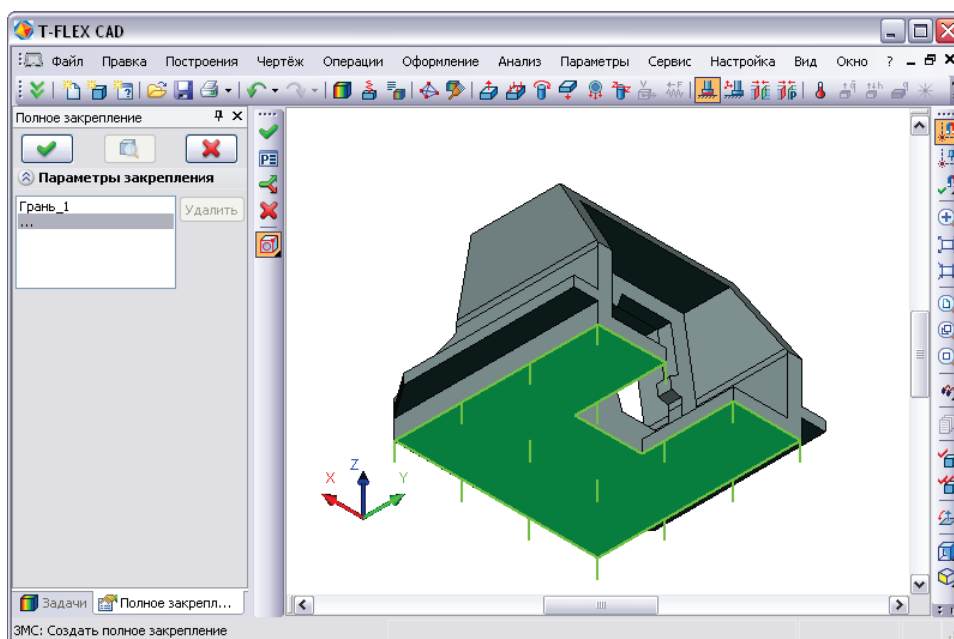 T-FLEX CAD
Файл Правка Построения Чертёж Операции Оформление Анализ Параметры Сервис Настройка Вид Окно ?
Полное закрепление
Параметры закрепления
Грань_1
...
Удалить
X Z Y
Задачи Полное закрепл...
ЗМС: Создать полное закрепление